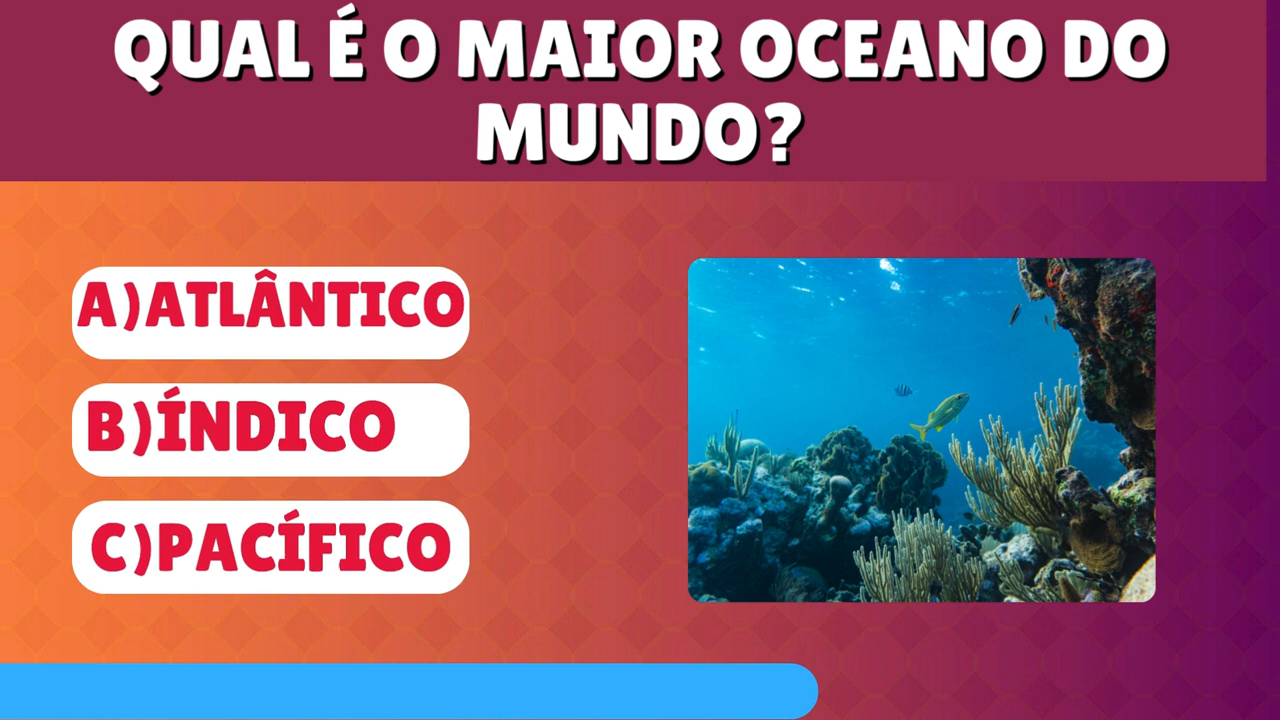 QUAL É O MAIOR OCEANO DO
MUNDO?
A)ATLÂNTICO
B)ÍNDICO
C)PACÍFICO